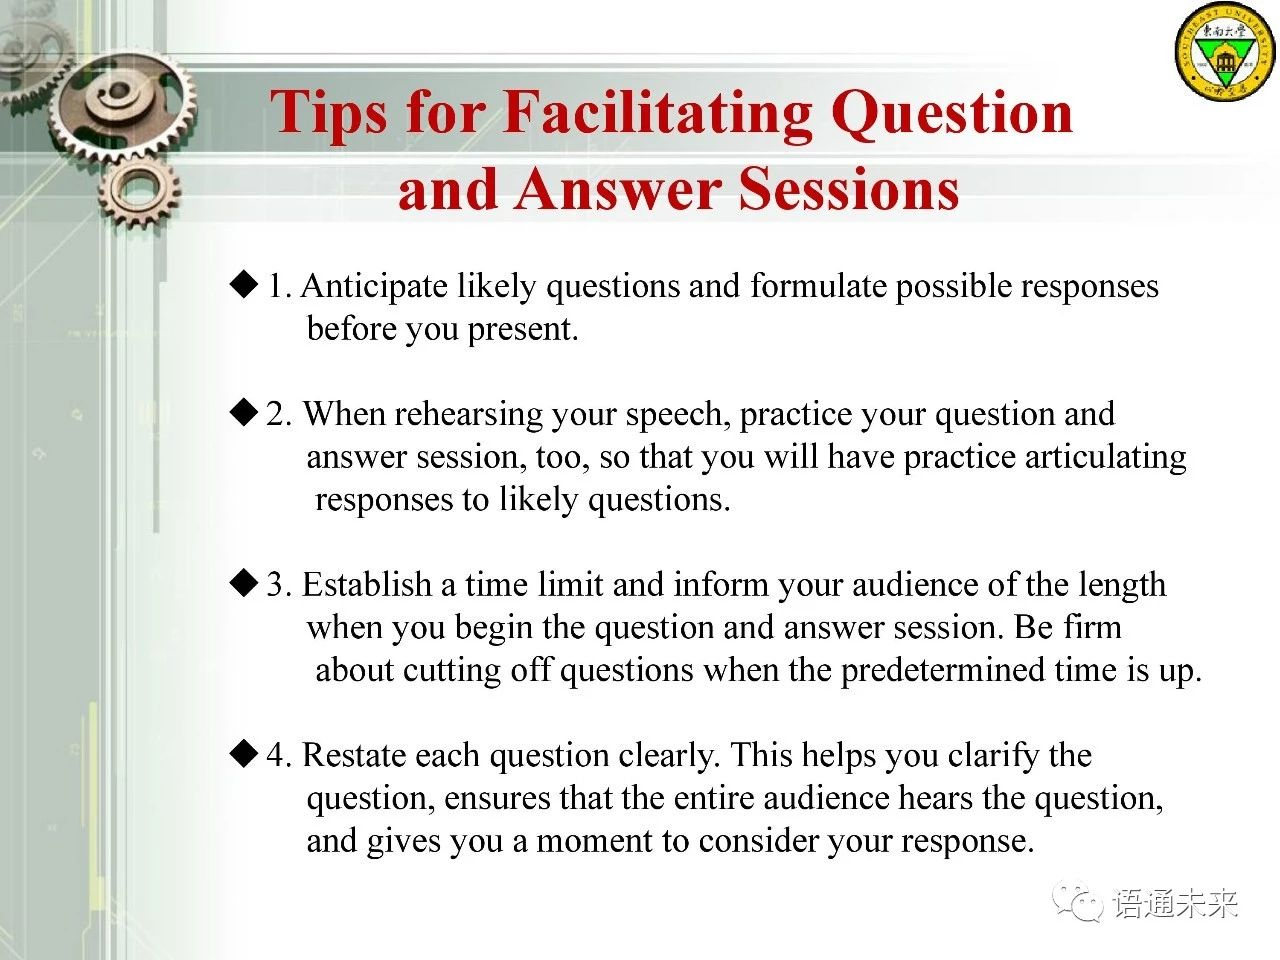 SOUTHEAST UNIVERSITY
Tips for Facilitating Question
and Answer Sessions
◆ 1. Anticipate likely questions and formulate possible responses
before you present.
◆ 2. When rehearsing your speech, practice your question and
answer session, too, so that you will have practice articulating
responses to likely questions.
◆ 3. Establish a time limit and inform your audience of the length
when you begin the question and answer session. Be firm
about cutting off questions when the predetermined time is up.
◆ 4. Restate each question clearly. This helps you clarify the
question, ensures that the entire audience hears the question,
and gives you a moment to consider your response.
语通未来